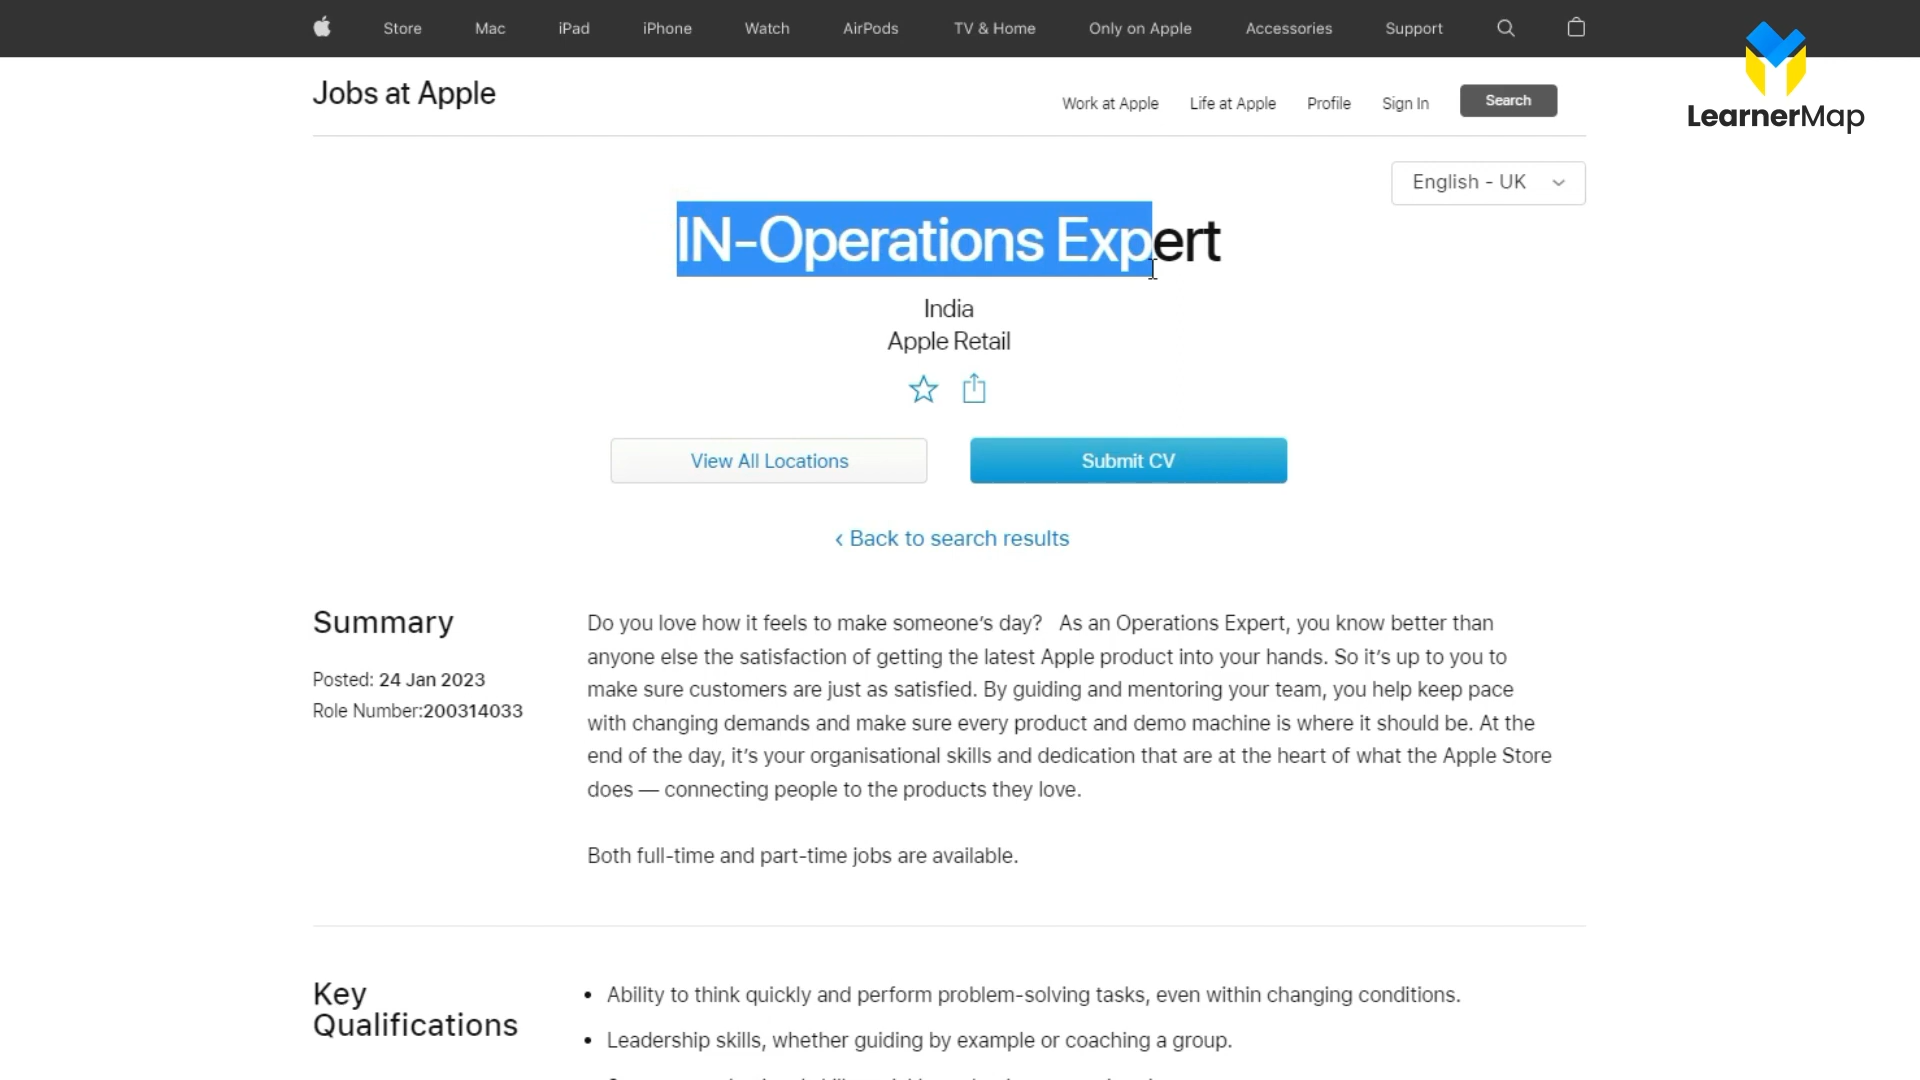 Store Mac iPad iPhone Watch AirPods TV & Home Only on Apple Accessories Support
LearnerMap
Jobs at Apple
Work at Apple Life at Apple Profile Sign In Search
English - UK
IN-Operations Expert
India
Apple Retail
View All Locations Submit CV
‹ Back to search results
Summary
Posted: 24 Jan 2023
Role Number:200314033
Do you love how it feels to make someone’s day?   As an Operations Expert, you know better than
anyone else the satisfaction of getting the latest Apple product into your hands. So it’s up to you to
make sure customers are just as satisfied. By guiding and mentoring your team, you help keep pace
with changing demands and make sure every product and demo machine is where it should be. At the
end of the day, it’s your organisational skills and dedication that are at the heart of what the Apple Store
does — connecting people to the products they love.
Both full-time and part-time jobs are available.
Key
Qualifications
• Ability to think quickly and perform problem-solving tasks, even within changing conditions.
• Leadership skills, whether guiding by example or coaching a group.